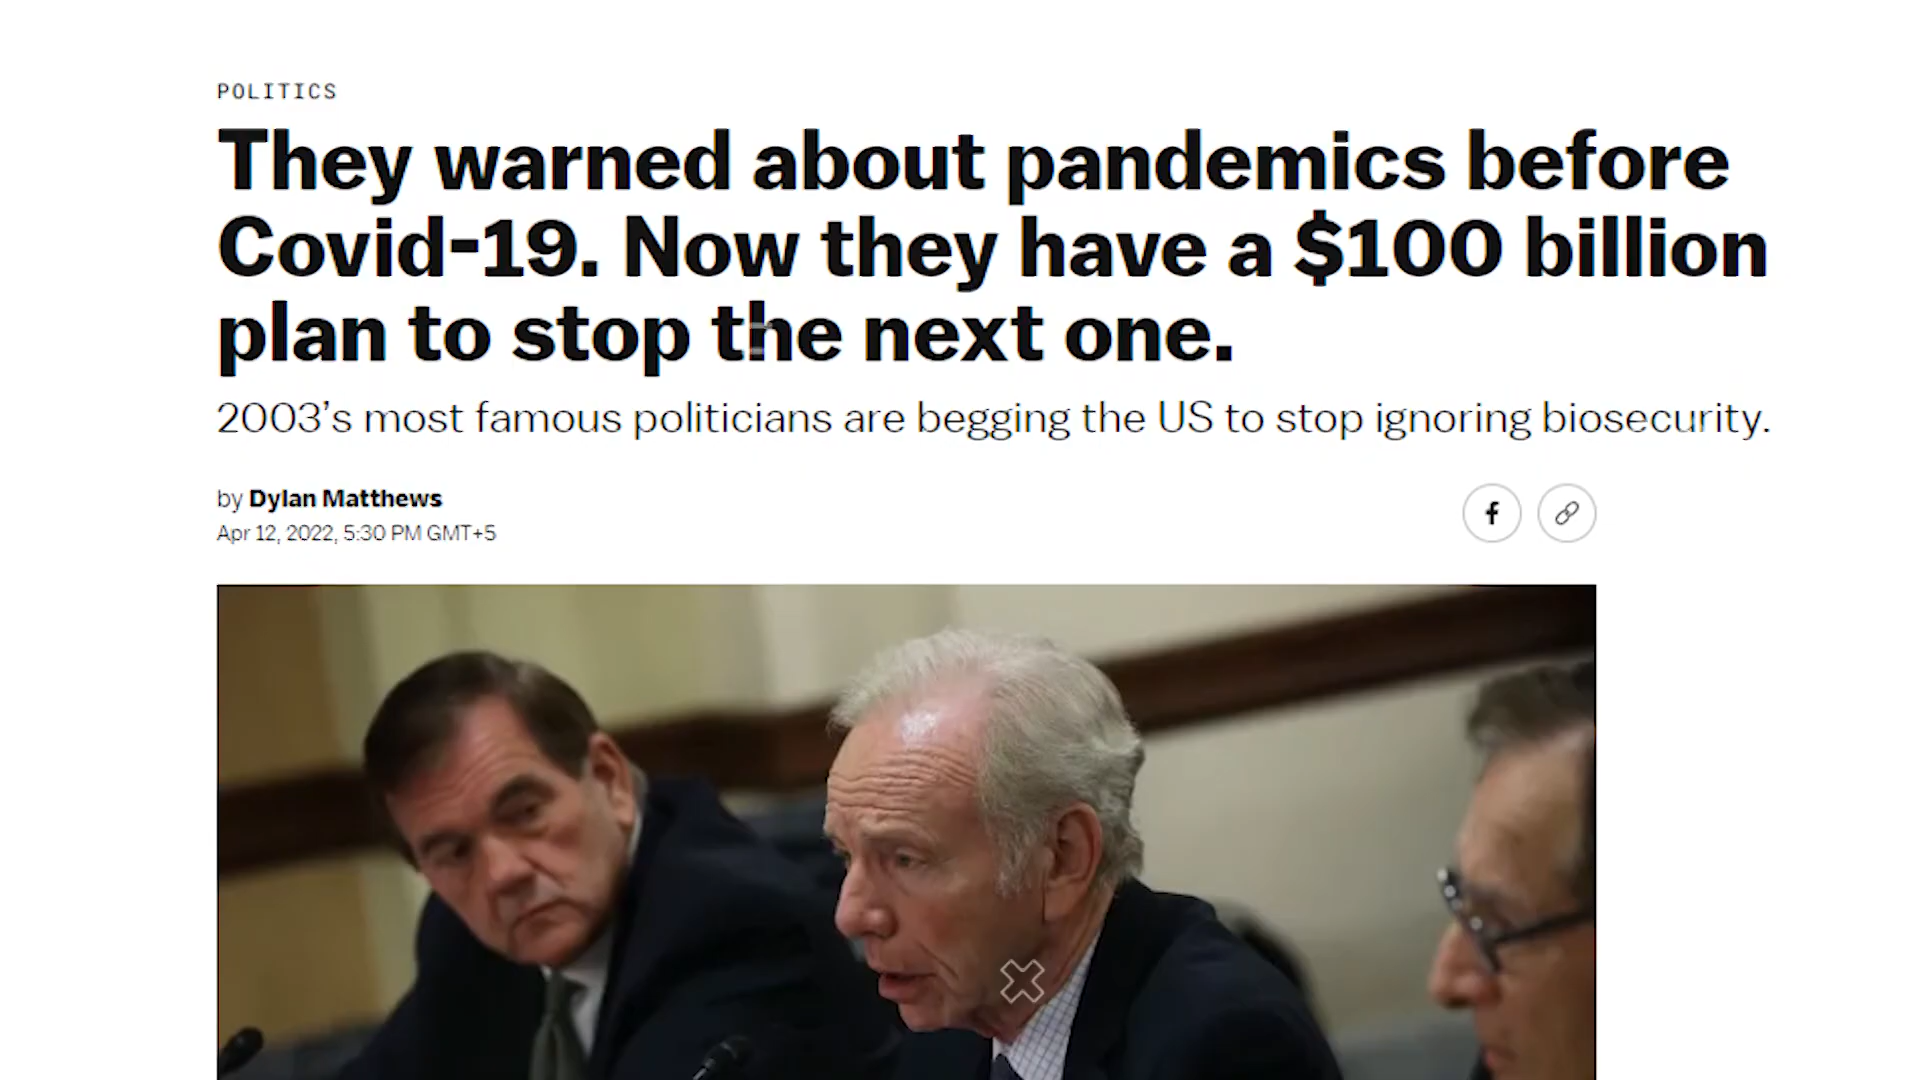 POLITICS
They warned about pandemics before
Covid-19. Now they have a $100 billion
plan to stop the next one.
2003's most famous politicians are begging the US to stop ignoring biosecurity.
by Dylan Matthews
Apr 12, 2022, 5:30 PM GMT+5